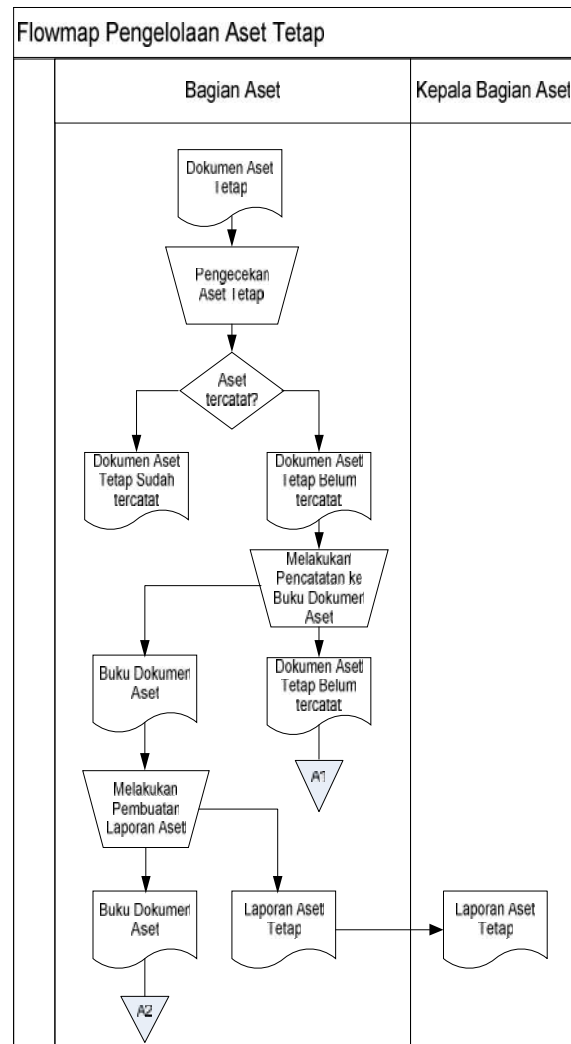 Flowmap Pengelolaan Aset Tetap
Bagian Aset
Kepala Bagian Aset
Dokumen Aset
Tetap
Pengecekan
Aset Tetap
Aset
tercatat?
Dokumen Aset
Tetap Sudah
tercatat
Dokumen Aset
Tetap Belum
tercatat
Melakukan
Pencatatan ke
Buku Dokumen
Aset
Buku Dokumen
Aset
Dokumen Aset
Tetap Belum
tercatat
A1
Melakukan
Pembuatan
Laporan Aset
Buku Dokumen
Aset
Laporan Aset
Tetap
Laporan Aset
Tetap
A2